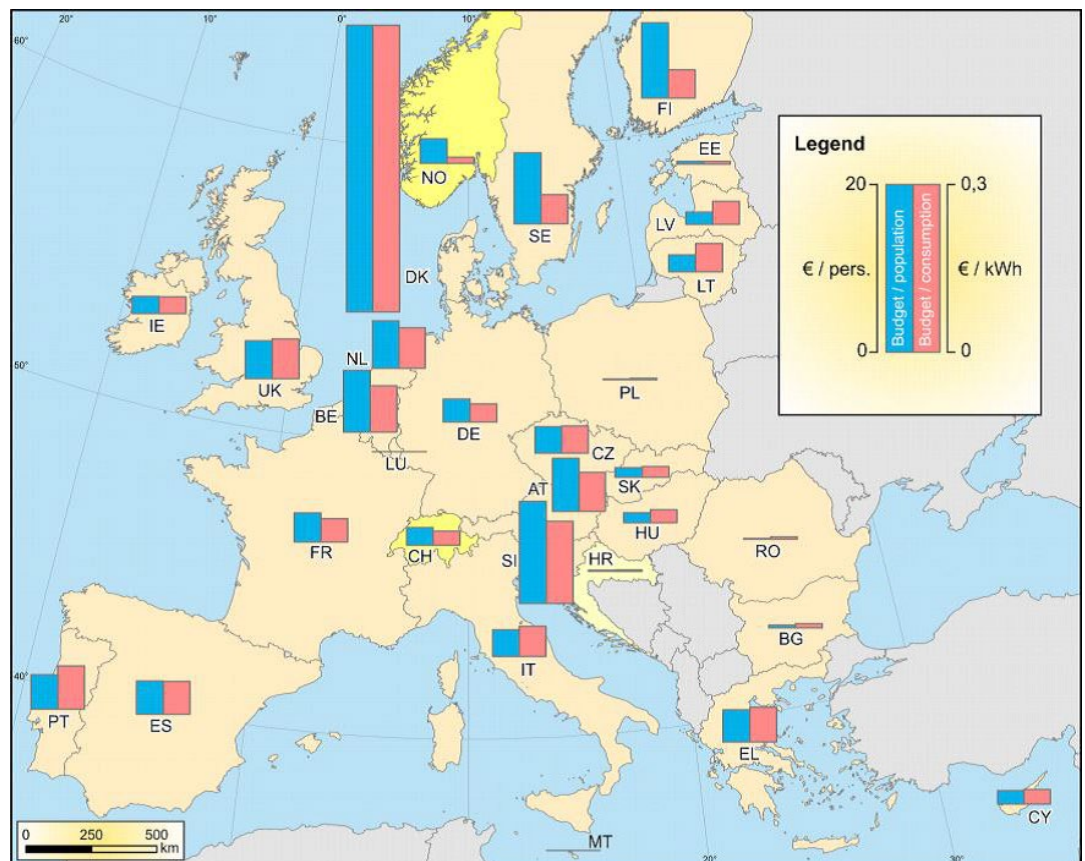 20°
10°
0°
10°
60°
50°
40°
20°
30°
FI
NO
SE
EE
LV
LT
DK
IE
UK
NL
BE
LU
DE
PL
CZ
AT
SK
HU
FR
CH
SI
HR
RO
BG
IT
PT
ES
EL
CY
MT
Legend
20
0,3
€ / pers.
Budget / population
Budget / consumption
€ / kWh
0
0
0 250 500
km